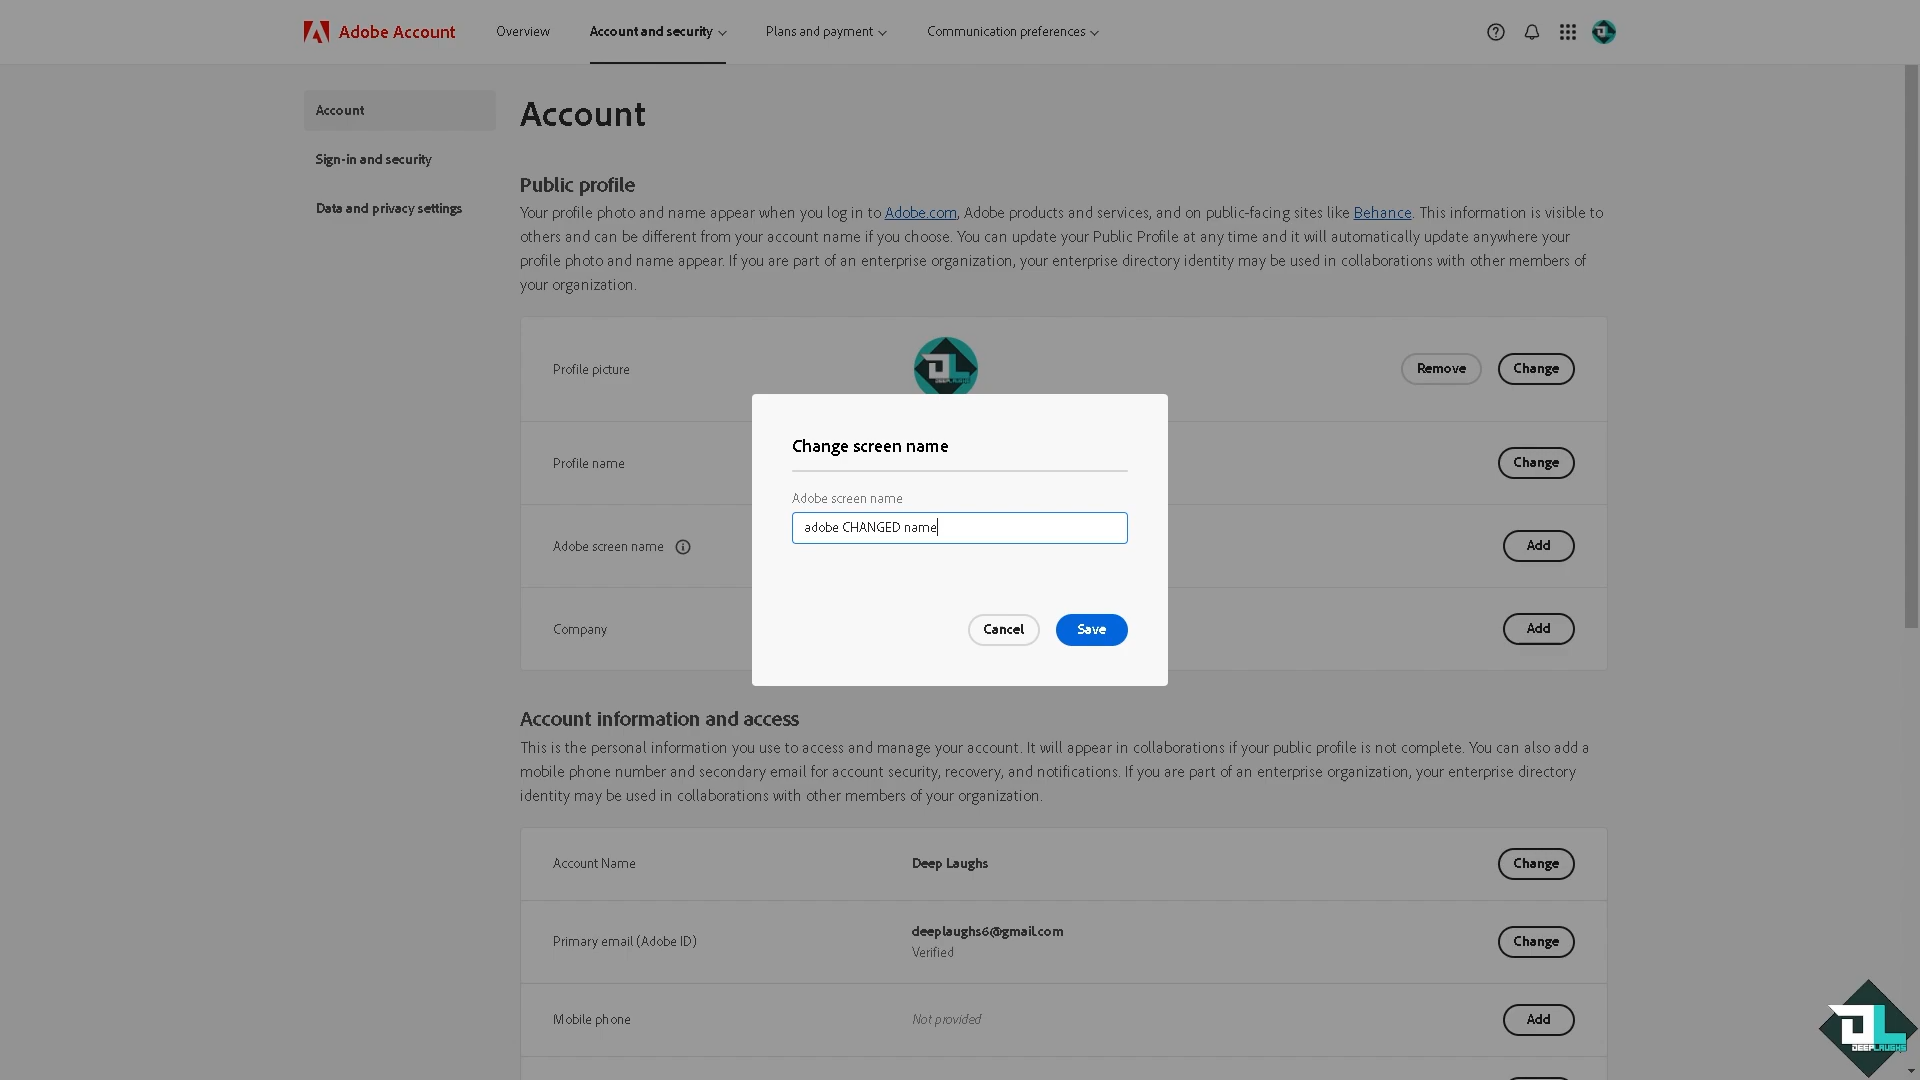 Adobe Account
Overview
Account and security
Plans and payment
Communication preferences
Account
Sign-in and security
Data and privacy settings
Account
Public profile
Your profile photo and name appear when you log in to Adobe.com, Adobe products and services, and on public-facing sites like Behance. This information is visible to
others and can be different from your account name if you choose. You can update your Public Profile at any time and it will automatically update anywhere your
profile photo and name appear. If you are part of an enterprise organization, your enterprise directory identity may be used in collaborations with other members of
your organization.
Profile picture
DL
Remove
Change
Profile name
Change
Adobe screen name
Add
Company
Add
Change screen name
Adobe screen name
adobe CHANGED name
Cancel
Save
Account information and access
This is the personal information you use to access and manage your account. It will appear in collaborations if your public profile is not complete. You can also add a
mobile phone number and secondary email for account security, recovery, and notifications. If you are part of an enterprise organization, your enterprise directory
identity may be used in collaborations with other members of your organization.
Account Name
Deep Laughs
Change
Primary email (Adobe ID)
deeplaughs6@gmail.com
Verified
Change
Mobile phone
Not provided
Add
DL
DEEPLAUGHS